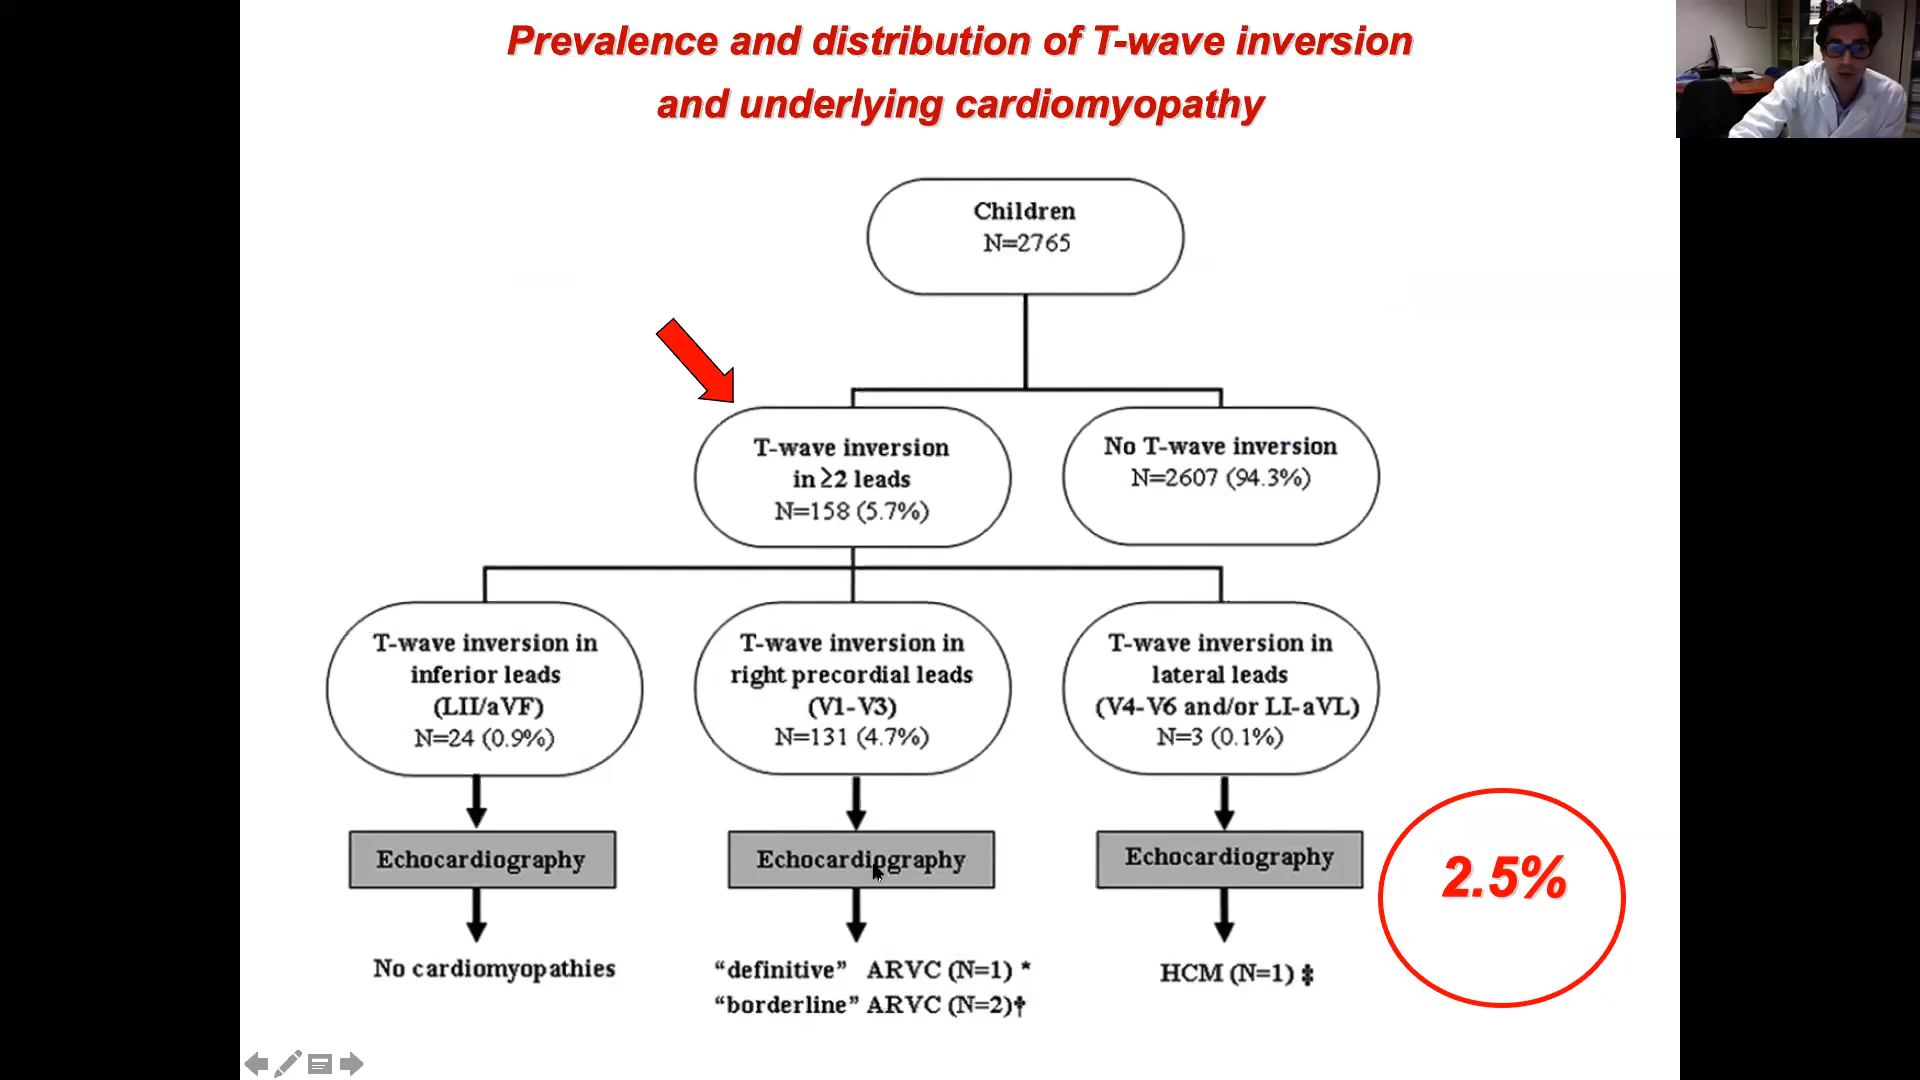 Prevalence and distribution of T-wave inversion
and underlying cardiomyopathy
Children
N=2765
T-wave inversion
in ≥2 leads
N=158 (5.7%)
No T-wave inversion
N=2607 (94.3%)
T-wave inversion in
inferior leads
(LII/aVF)
N=24 (0.9%)
T-wave inversion in
right precordial leads
(V1-V3)
N=131 (4.7%)
T-wave inversion in
lateral leads
(V4-V6 and/or LI-aVL)
N=3 (0.1%)
Echocardiography
Echocardiography
Echocardiography
2.5%
No cardiomyopathies
“definitive” ARVC (N=1) *
“borderline” ARVC (N=2)†
HCM (N=1) ‡